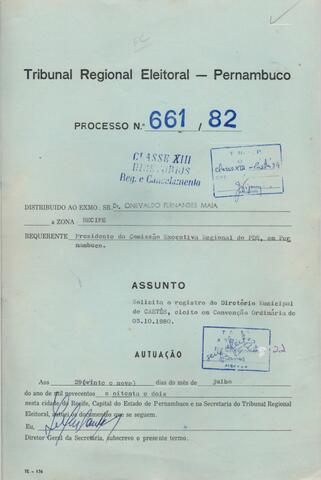 Tribunal Regional Eleitoral — Pernambuco
PROCESSO N.º 661 / 82
CLASSE XIII
DIRETÓRIOS
Reg. e Cancelamento
DISTRIBUIDO AO EXMO. SR. Dr. ONEVALDO FERNANDES MAIA
a ZONA RECIFE
REQUERENTE Presidente da Comissão Executiva Regional do PDS, em Per
nambuco.
ASSUNTO
Solicita o registro do Diretório Municipal
de CAETÉS, eleito em Convenção Ordinária de
05.10.1980.
AUTUAÇÃO
Aos 29(vinte e nove) dias do mês de julho
do ano de mil novecentos e oitenta e dois
nesta cidade do Recife, Capital do Estado de Pernambuco e na Secretaria do Tribunal Regional
Eleitoral, autuei os documentos que se seguem.
Eu,
Diretor Geral da Secretaria, subscrevo o presente termo.
TE - 176